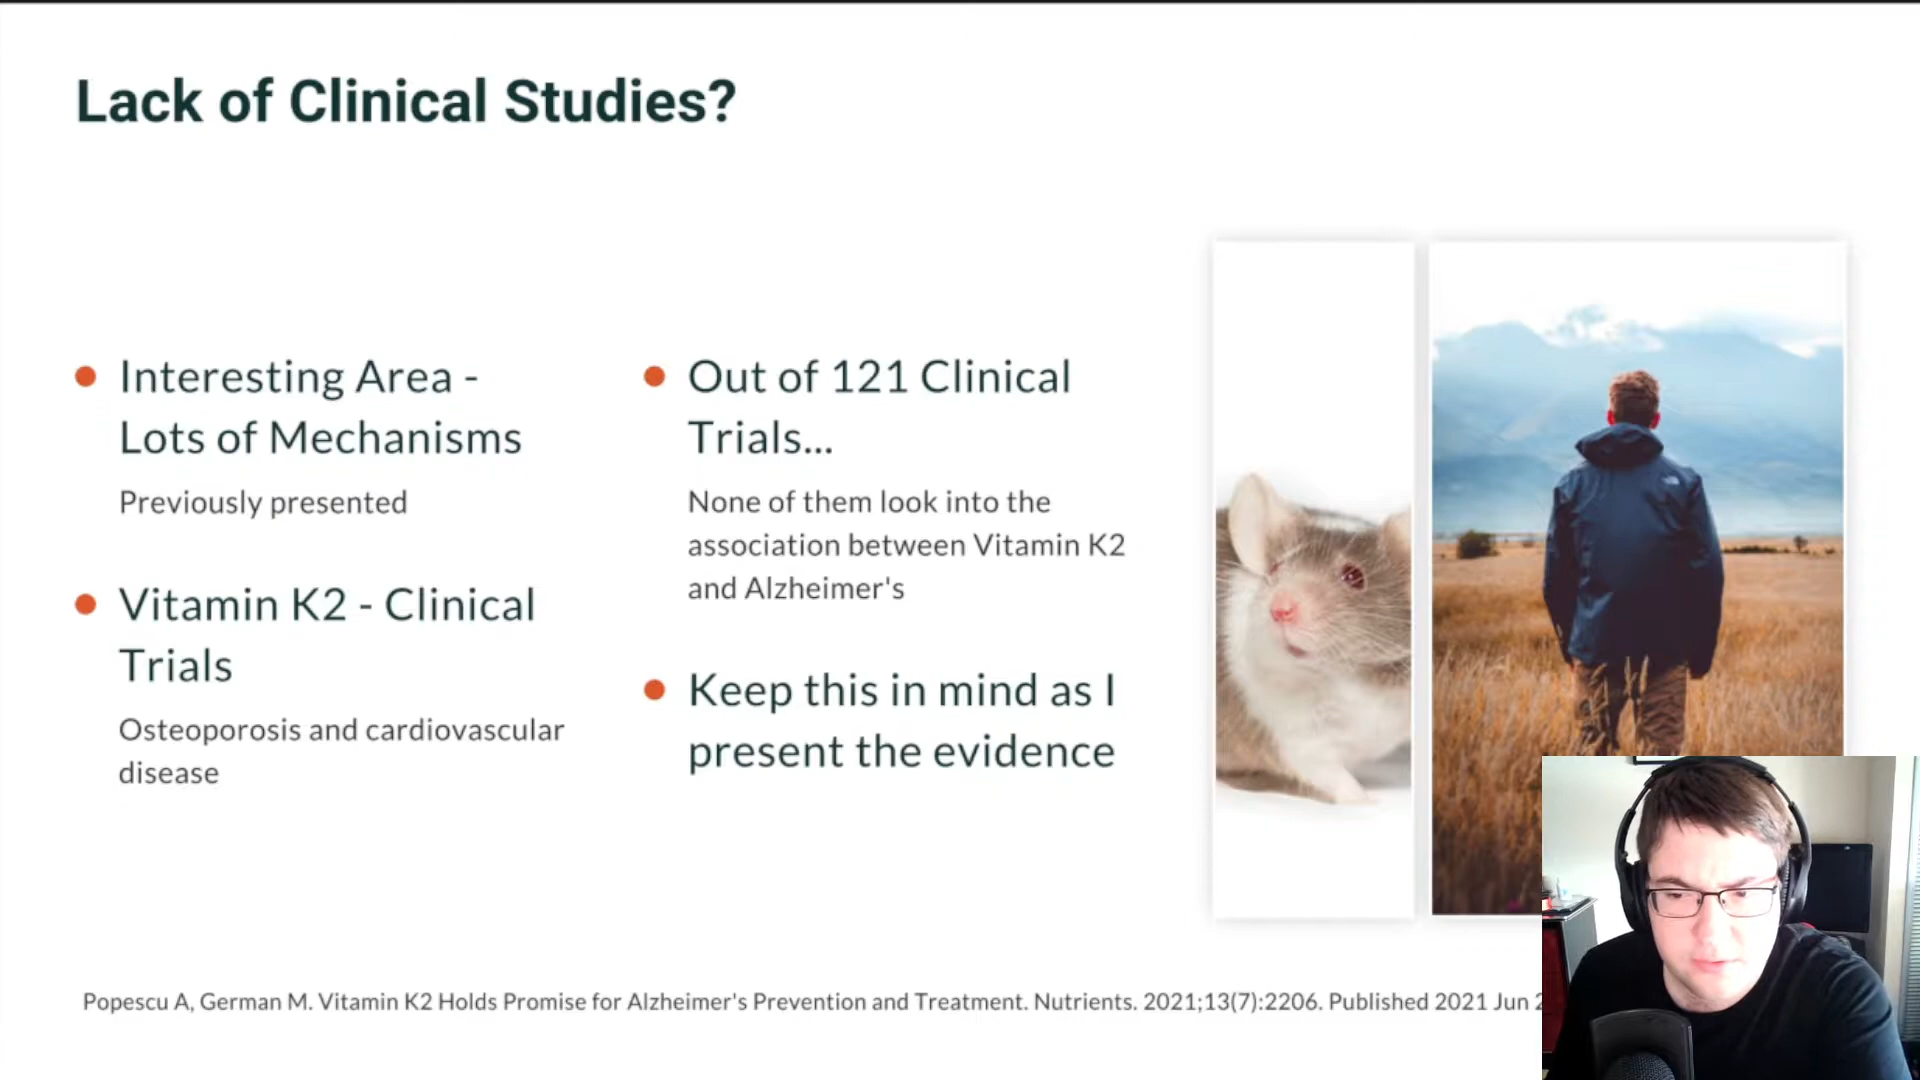 Lack of Clinical Studies?
Interesting Area -
Lots of Mechanisms
Previously presented
Vitamin K2 - Clinical
Trials
Osteoporosis and cardiovascular
disease
Out of 121 Clinical
Trials...
None of them look into the
association between Vitamin K2
and Alzheimer's
Keep this in mind as I
present the evidence
Popescu A, German M. Vitamin K2 Holds Promise for Alzheimer's Prevention and Treatment. Nutrients. 2021;13(7):2206. Published 2021 Jun